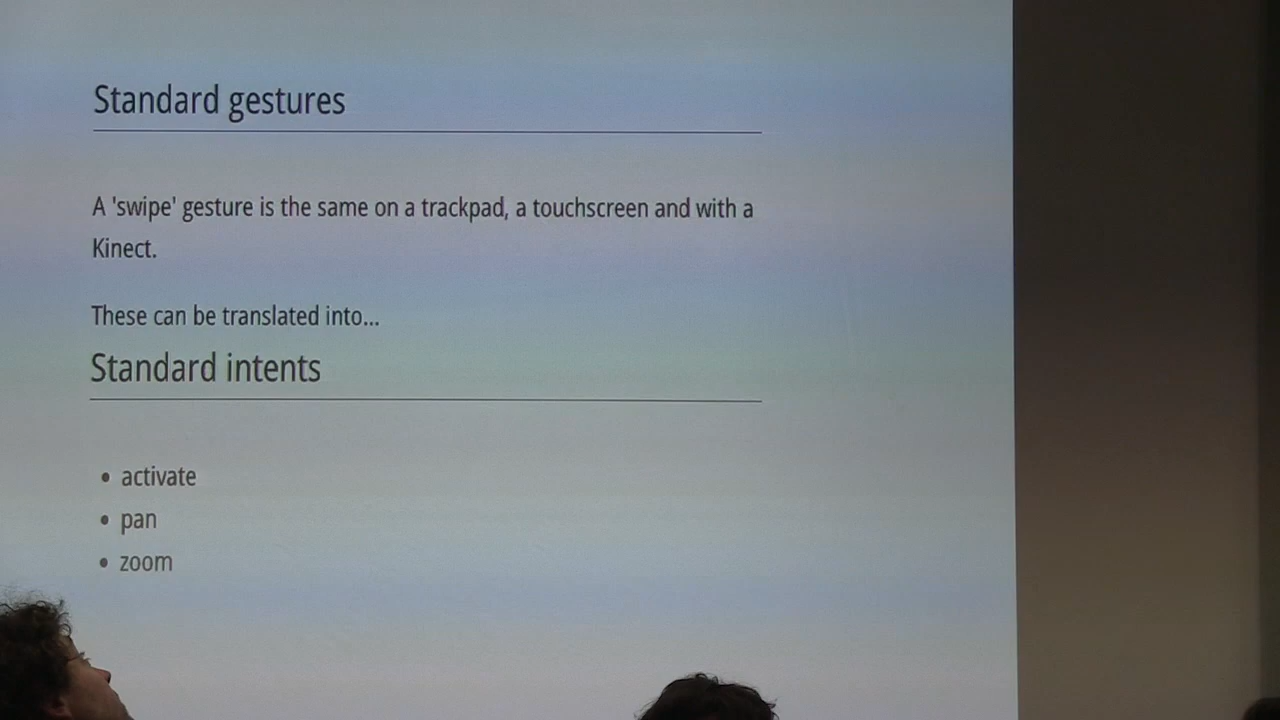 Standard gestures
A 'swipe' gesture is the same on a trackpad, a touchscreen and with a
Kinect.
These can be translated into...
Standard intents
• activate
• pan
• zoom